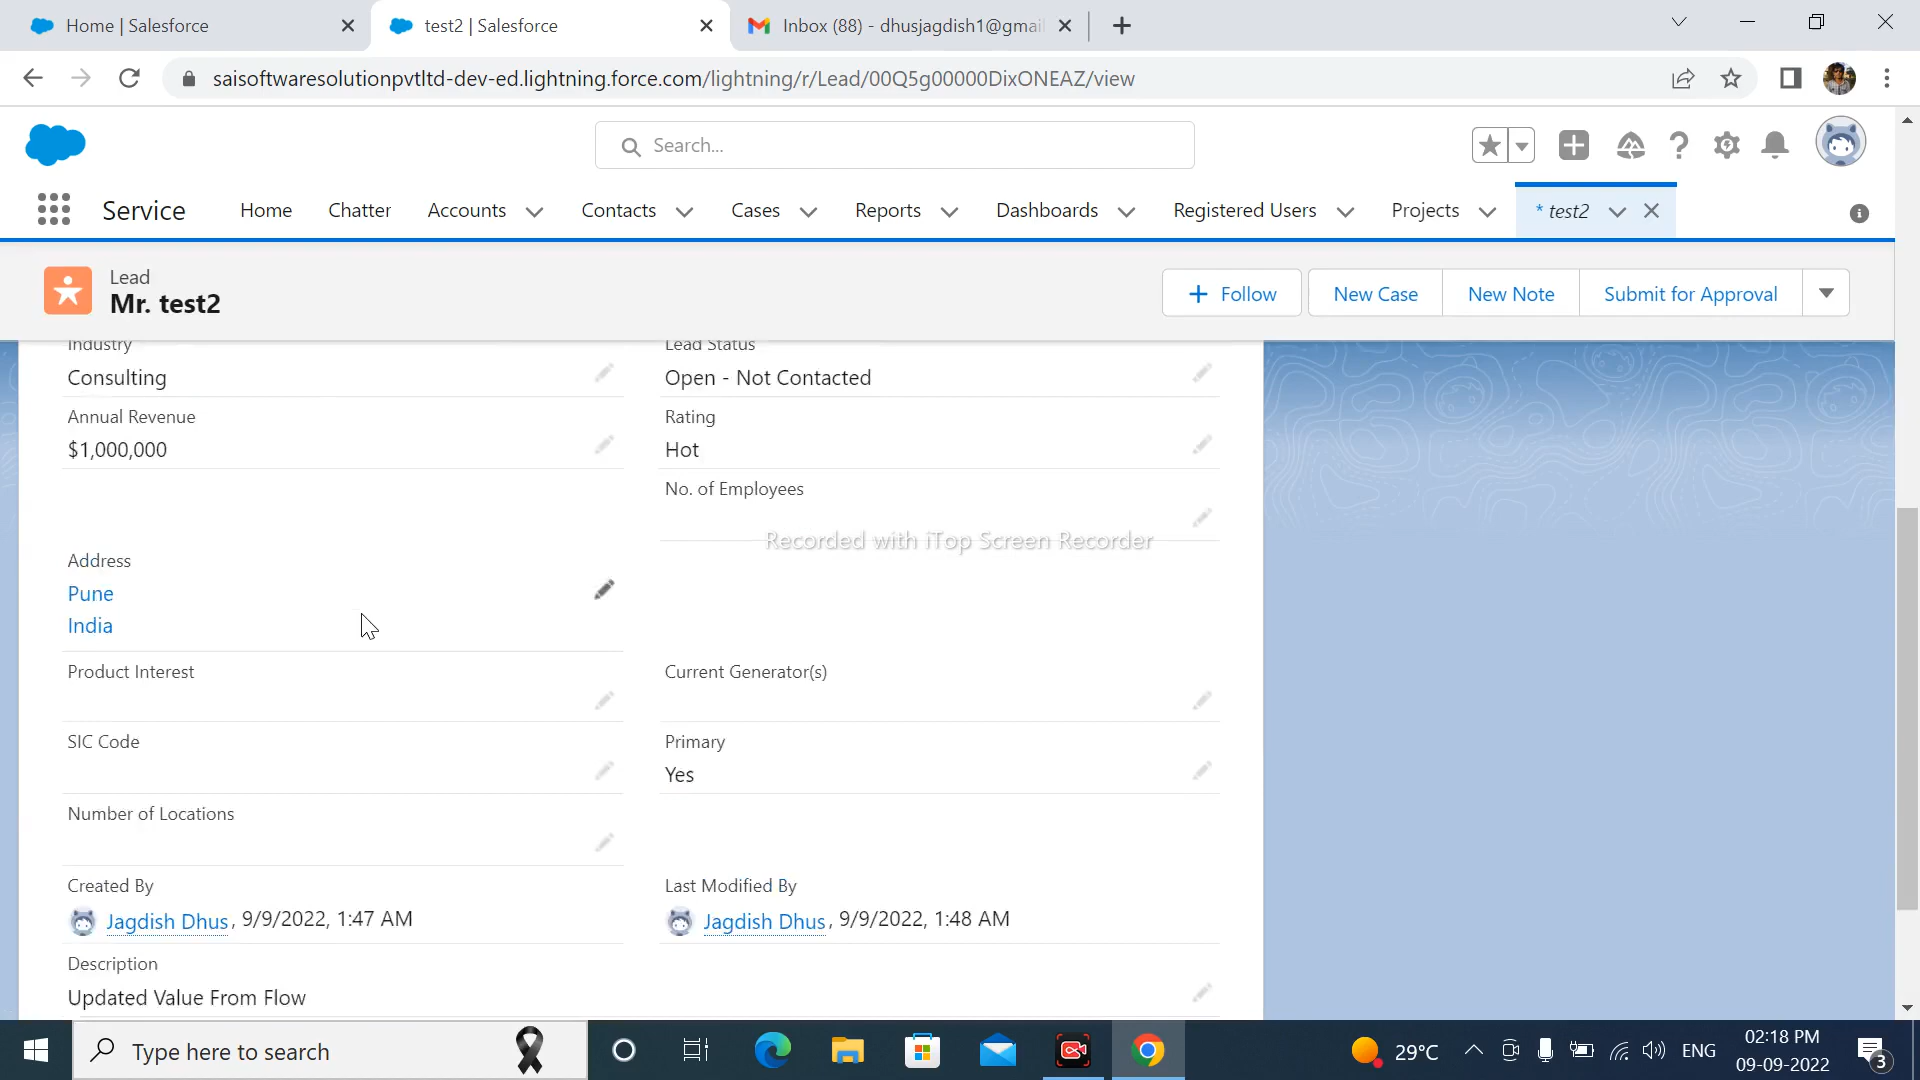 Home | Salesforce
test2 | Salesforce
Inbox (88) - dhusjagdish1@gmai
saisoftwaresolutionpvtltd-dev-ed.lightning.force.com/lightning/r/Lead/00Q5g00000DixONEAZ/view
Search...
Service
Home
Chatter
Accounts
Contacts
Cases
Reports
Dashboards
Registered Users
Projects
* test2
Lead
Mr. test2
Follow
New Case
New Note
Submit for Approval
Industry
Consulting
Lead Status
Open - Not Contacted
Annual Revenue
$1,000,000
Rating
Hot
No. of Employees
Recorded with iTop Screen Recorder
Address
Pune
India
Product Interest
Current Generator(s)
SIC Code
Primary
Yes
Number of Locations
Created By
Jagdish Dhus, 9/9/2022, 1:47 AM
Last Modified By
Jagdish Dhus, 9/9/2022, 1:48 AM
Description
Updated Value From Flow
Type here to search
29°C
ENG
02:18 PM
09-09-2022
3